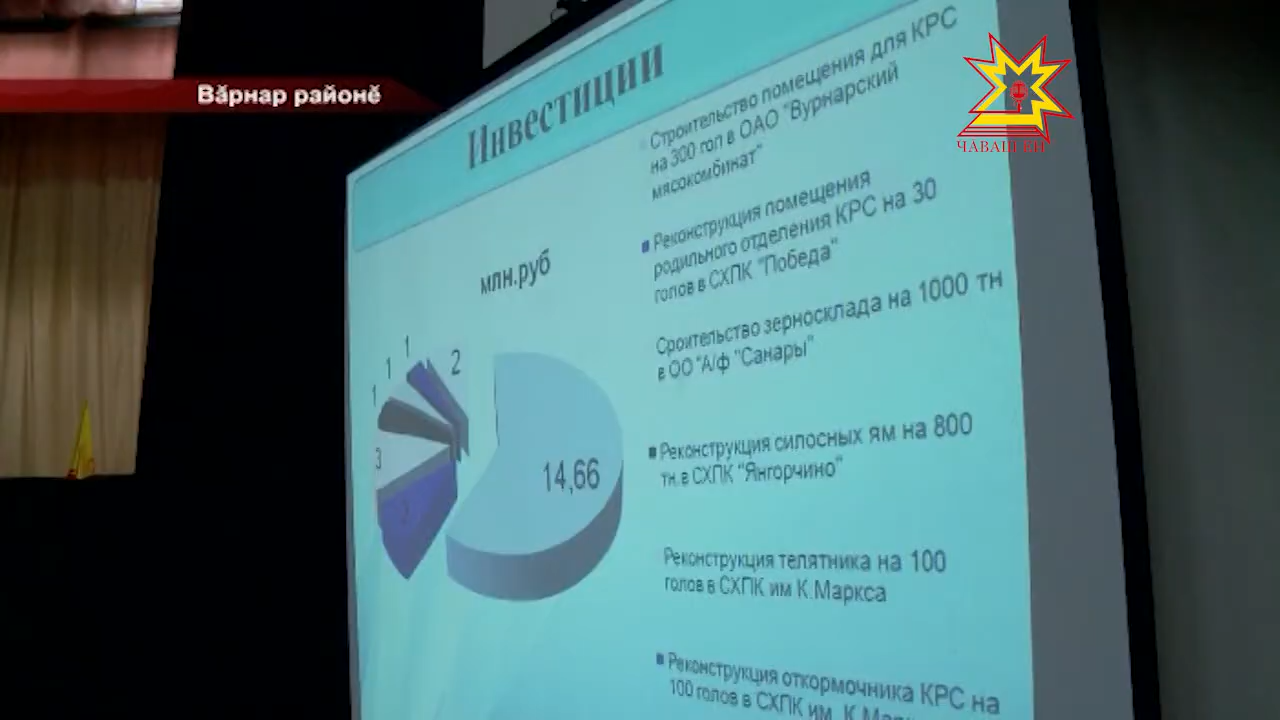 Вӑрнар районӗ
ЧӐВАШ ЕН
Инвестиции
млн.руб
1
1
1
2
3
14,66
Строительство помещения для КРС
на 300 гол в ОАО "Вурнарский
мясокомбинат"
Реконструкция помещения
родильного отделения КРС на 30
голов в СХПК "Победа"
Сроительство зерносклада на 1000 тн
в ОО "А/ф "Санары"
Реконструкция силосных ям на 800
тн.в СХПК "Янгорчино"
Реконструкция телятника на 100
голов в СХПК им К.Маркса
Реконструкция откормочника КРС на
100 голов в СХПК им. К.